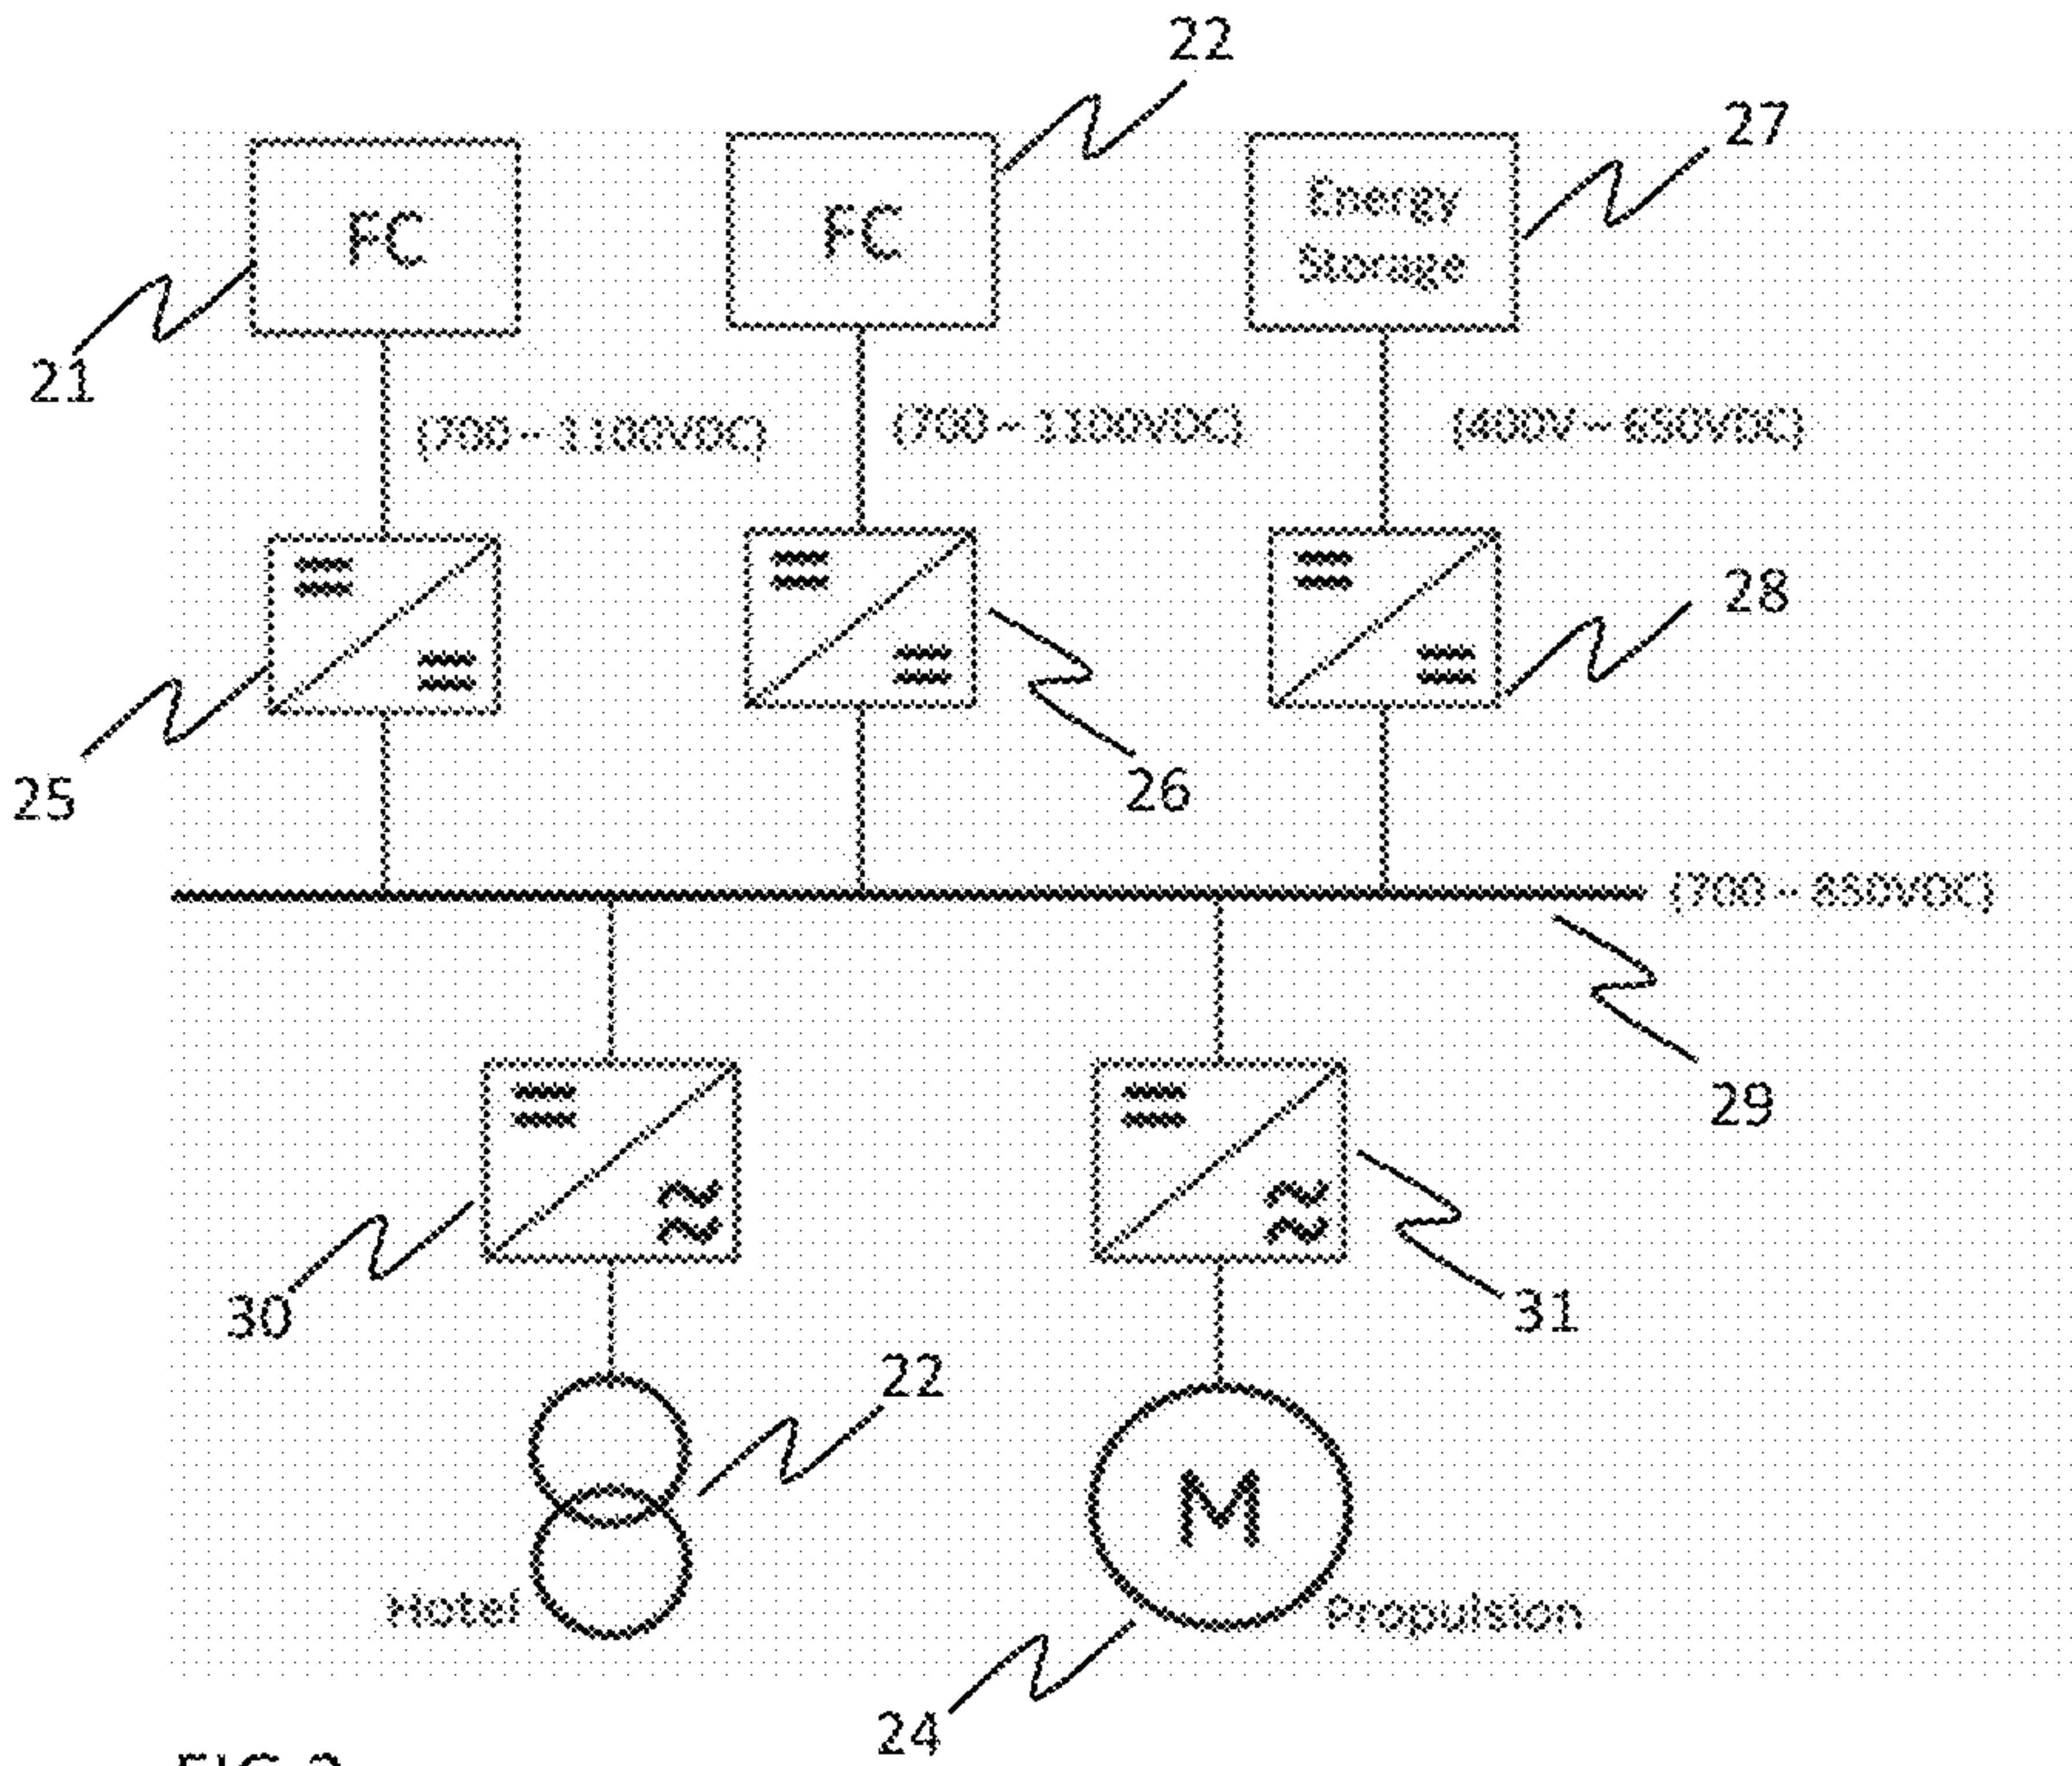 22
27
FC
FC
Energy
Storage
21
(700 - 1100VDC)
(700 - 1100VDC)
(400V - 650VDC)
28
25
26
(700 - 850VDC)
29
30
31
22
M
Hotel
Propulsion
24